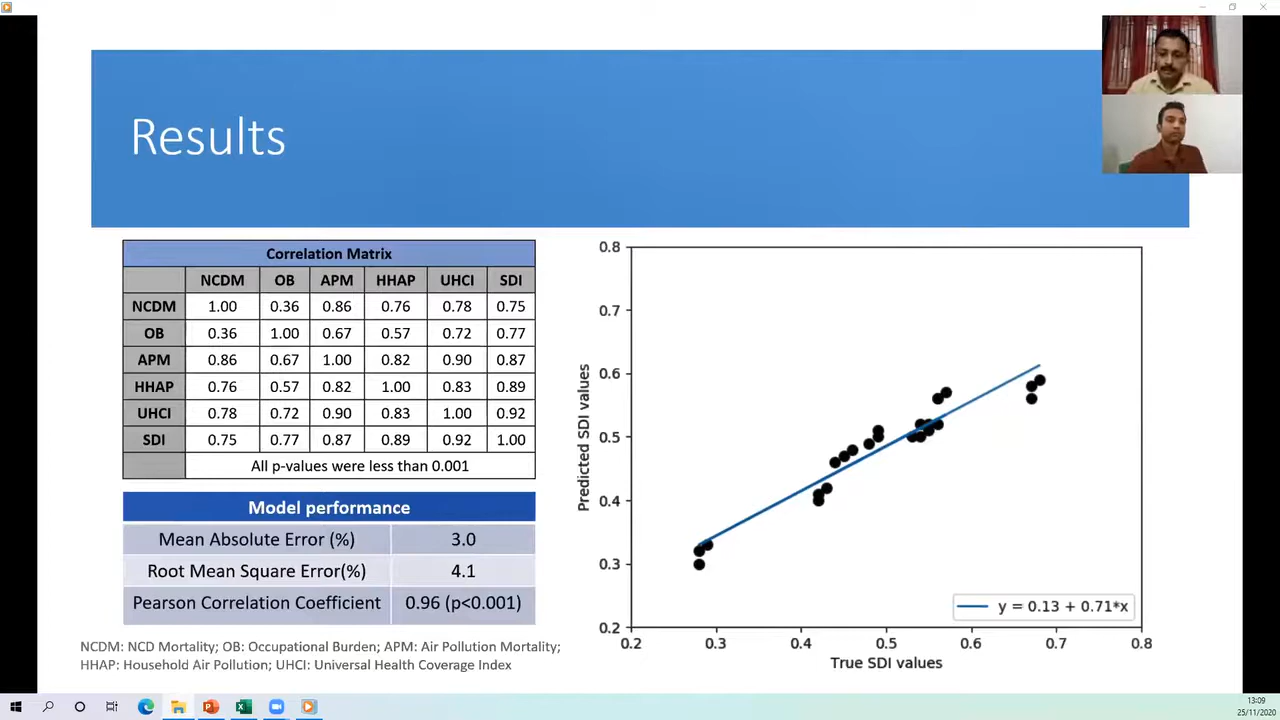 Results
Correlation Matrix
NCDM OB APM HHAP UHCI SDI
NCDM 1.00 0.36 0.86 0.76 0.78 0.75
OB 0.36 1.00 0.67 0.57 0.72 0.77
APM 0.86 0.67 1.00 0.82 0.90 0.87
HHAP 0.76 0.57 0.82 1.00 0.83 0.89
UHCI 0.78 0.72 0.90 0.83 1.00 0.92
SDI 0.75 0.77 0.87 0.89 0.92 1.00
All p-values were less than 0.001
Model performance
Mean Absolute Error (%) 3.0
Root Mean Square Error(%) 4.1
Pearson Correlation Coefficient 0.96 (p<0.001)
NCDM: NCD Mortality; OB: Occupational Burden; APM: Air Pollution Mortality;
HHAP: Household Air Pollution; UHCI: Universal Health Coverage Index
0.8
0.7
0.6
0.5
0.4
0.3
0.2
Predicted SDI values
y = 0.13 + 0.71*x
0.2 0.3 0.4 0.5 0.6 0.7 0.8
True SDI values
13:09
25/11/2020